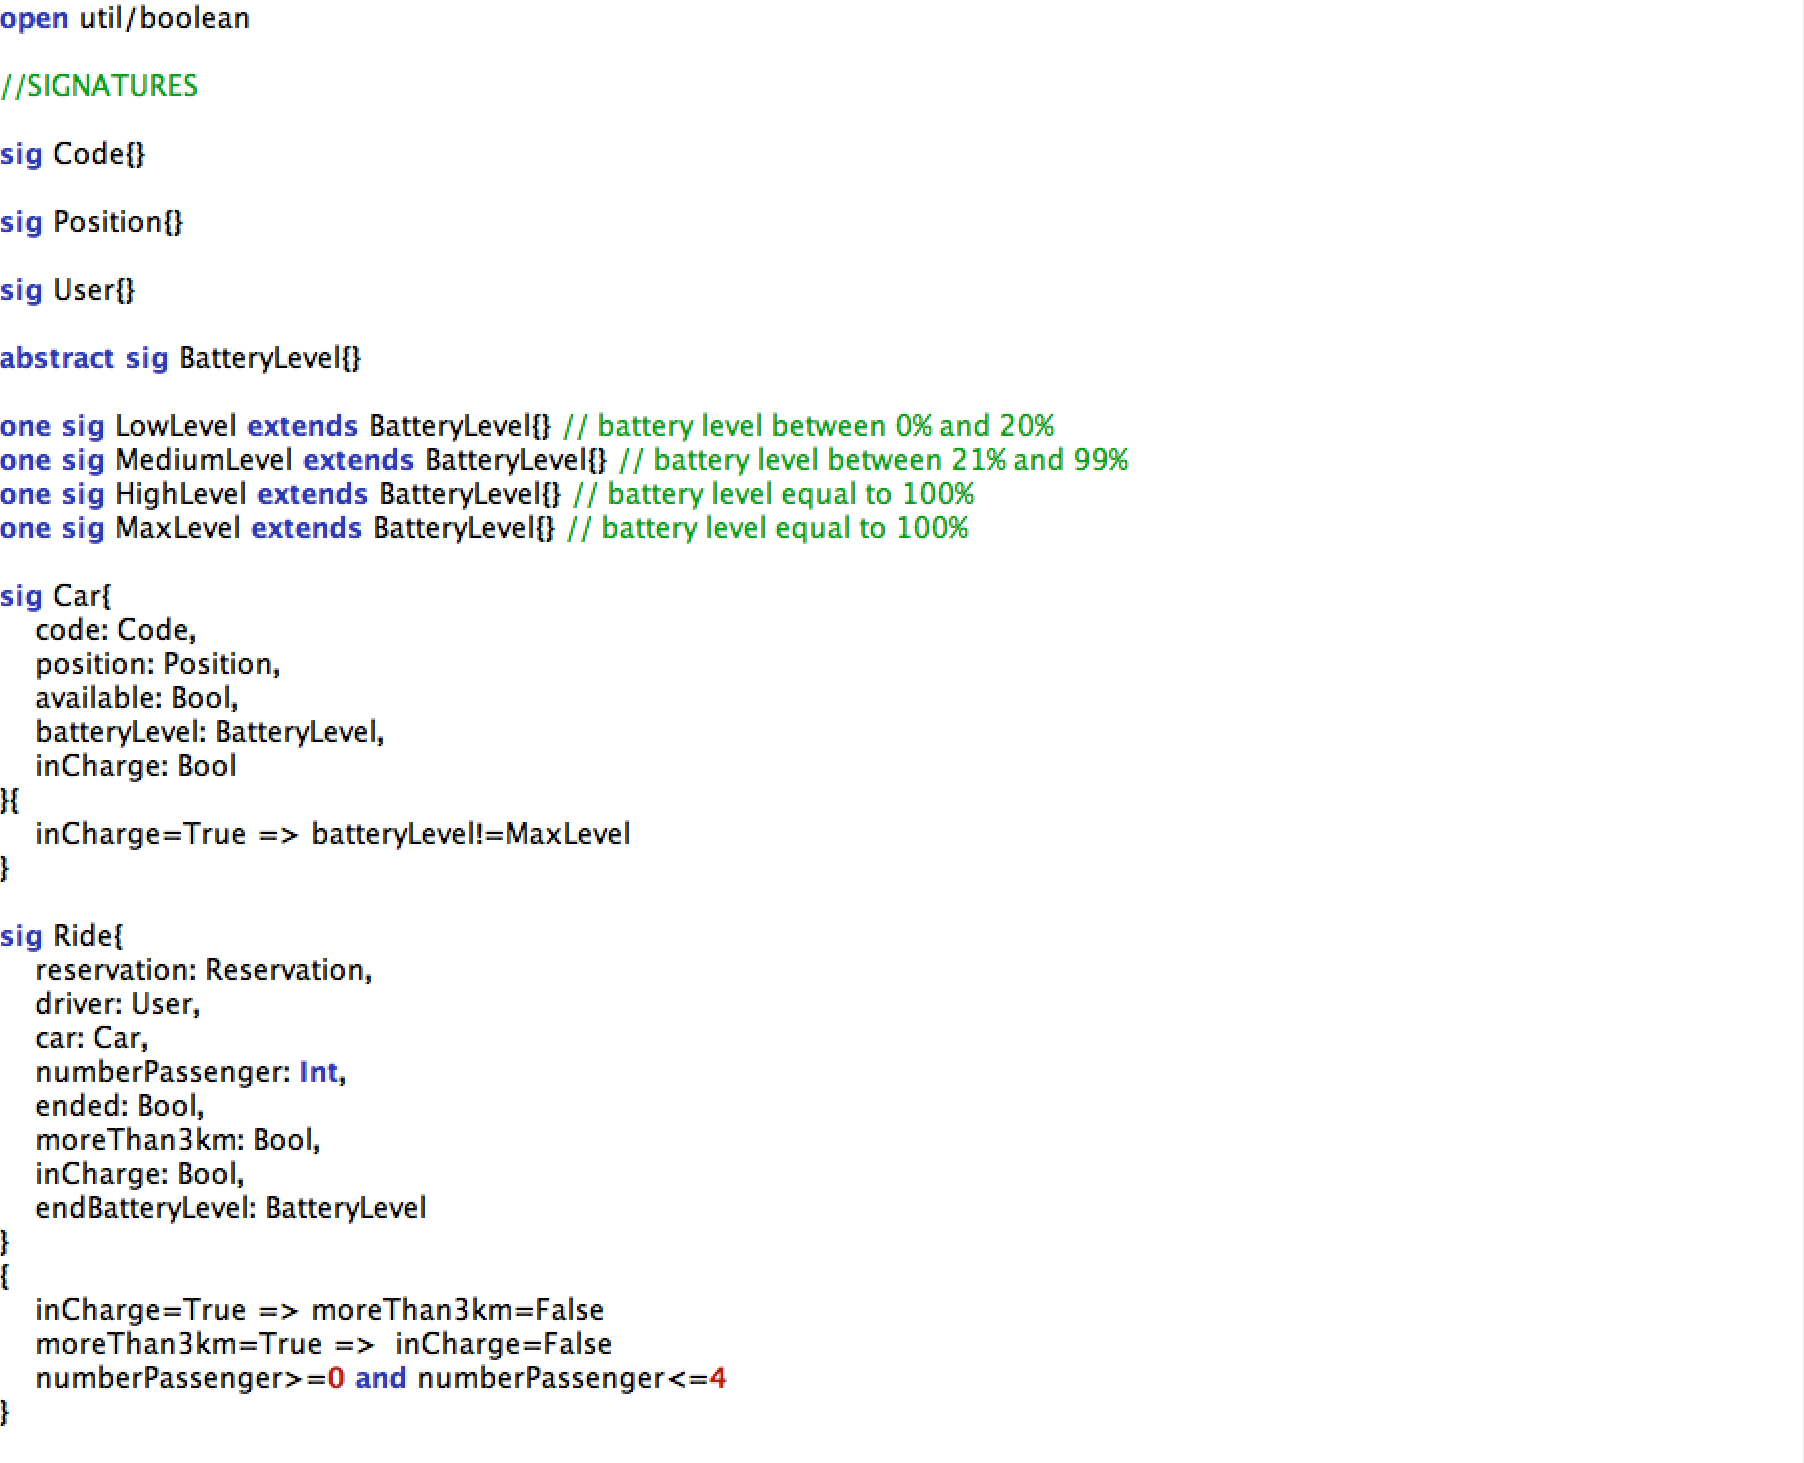 open util/boolean
//SIGNATURES
sig Code{}
sig Position{}
sig User{}
abstract sig BatteryLevel{}
one sig LowLevel extends BatteryLevel{} // battery level between 0% and 20%
one sig MediumLevel extends BatteryLevel{} // battery level between 21% and 99%
one sig HighLevel extends BatteryLevel{} // battery level equal to 100%
one sig MaxLevel extends BatteryLevel{} // battery level equal to 100%
sig Car{
code: Code,
position: Position,
available: Bool,
batteryLevel: BatteryLevel,
inCharge: Bool
}{
inCharge=True => batteryLevel!=MaxLevel
}
sig Ride{
reservation: Reservation,
driver: User,
car: Car,
numberPassenger: Int,
ended: Bool,
moreThan3km: Bool,
inCharge: Bool,
endBatteryLevel: BatteryLevel
}
{
inCharge=True => moreThan3km=False
moreThan3km=True =>  inCharge=False
numberPassenger>=0 and numberPassenger<=4
}